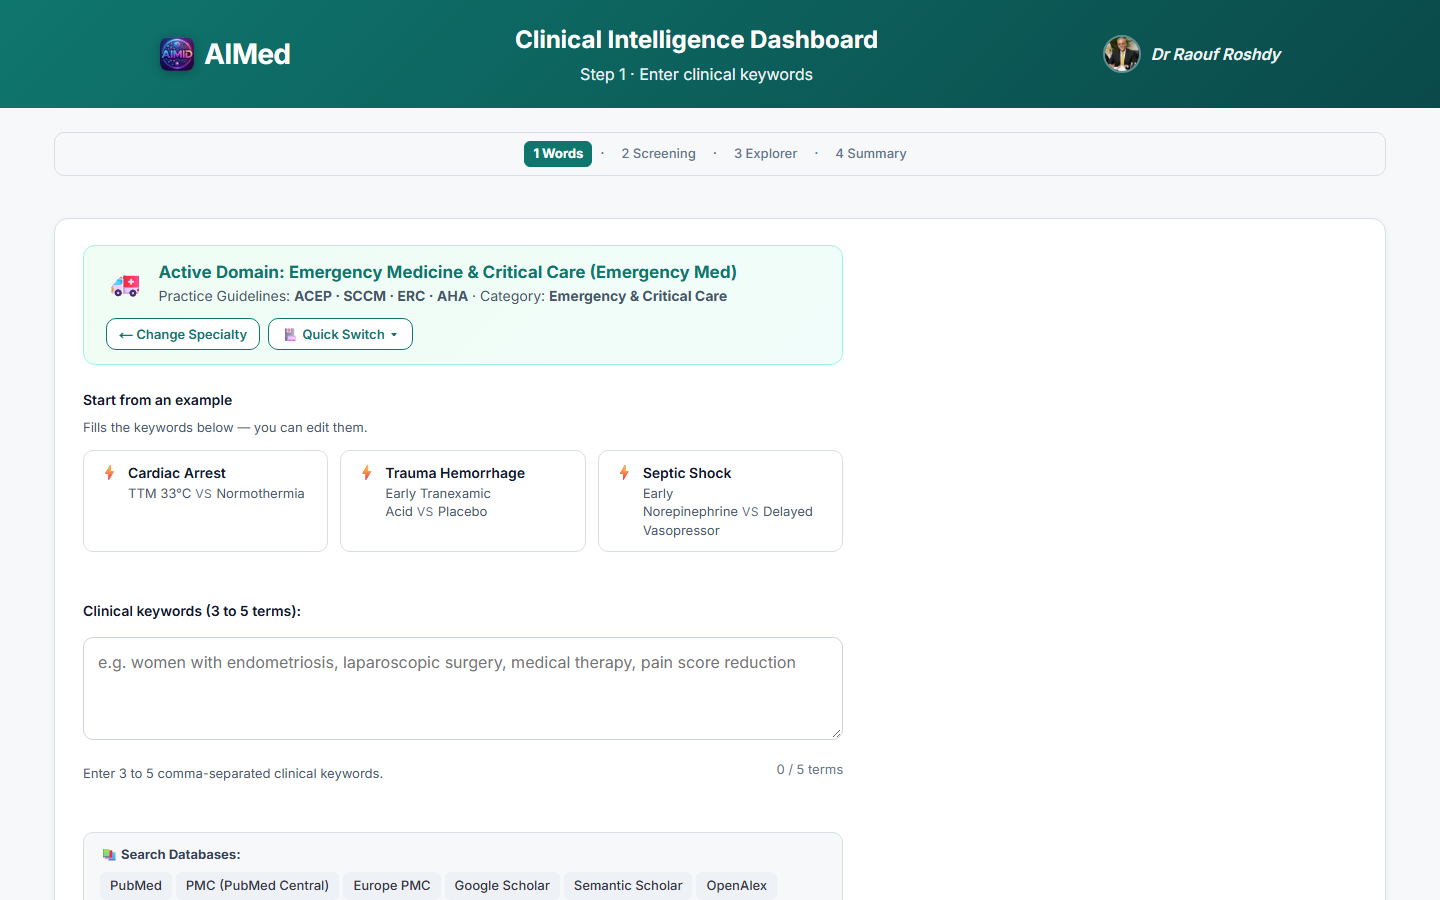 AIMID
AIMed
Clinical Intelligence Dashboard
Step 1 · Enter clinical keywords
Dr Raouf Roshdy
1 Words · 2 Screening · 3 Explorer · 4 Summary
Active Domain: Emergency Medicine & Critical Care (Emergency Med)
Practice Guidelines: ACEP · SCCM · ERC · AHA · Category: Emergency & Critical Care
← Change Specialty
Quick Switch
Start from an example
Fills the keywords below — you can edit them.
Cardiac Arrest
TTM 33°C VS Normothermia
Trauma Hemorrhage
Early Tranexamic
Acid VS Placebo
Septic Shock
Early
Norepinephrine VS Delayed
Vasopressor
Clinical keywords (3 to 5 terms):
e.g. women with endometriosis, laparoscopic surgery, medical therapy, pain score reduction
Enter 3 to 5 comma-separated clinical keywords.
0 / 5 terms
Search Databases:
PubMed PMC (PubMed Central) Europe PMC Google Scholar Semantic Scholar OpenAlex